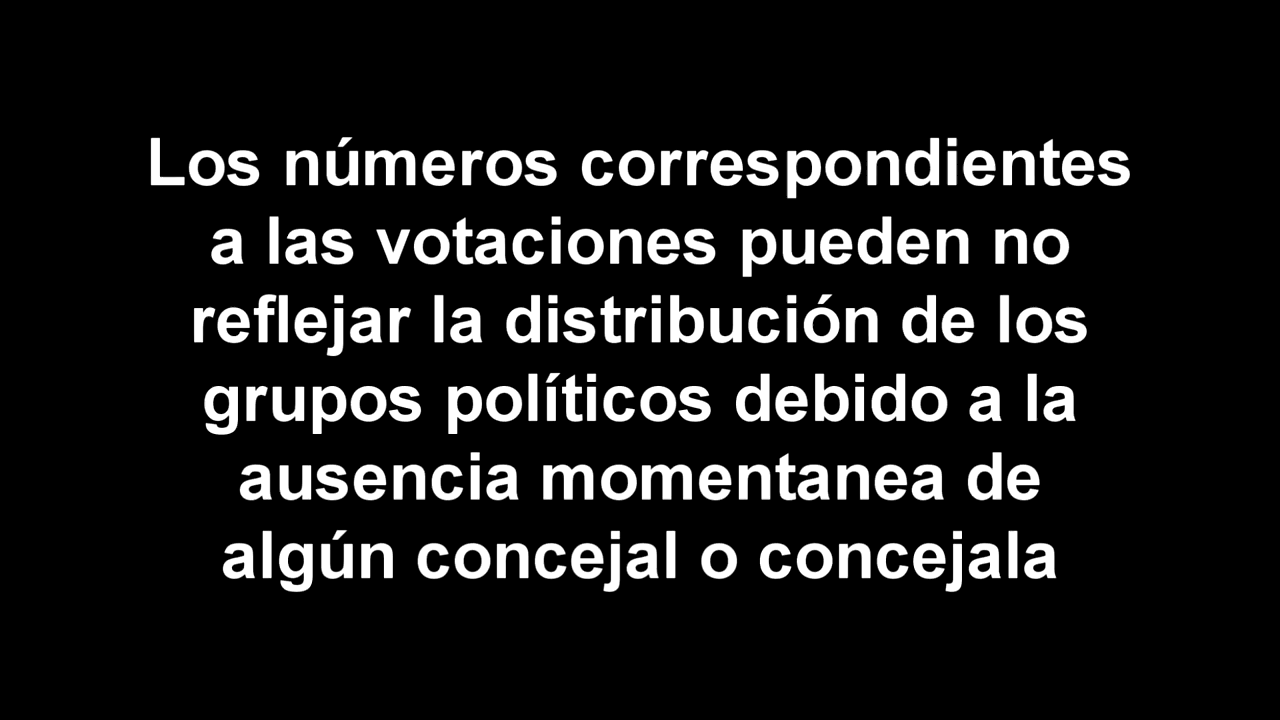 Los números correspondientes
a las votaciones pueden no
reflejar la distribución de los
grupos políticos debido a la
ausencia momentanea de
algún concejal o concejala